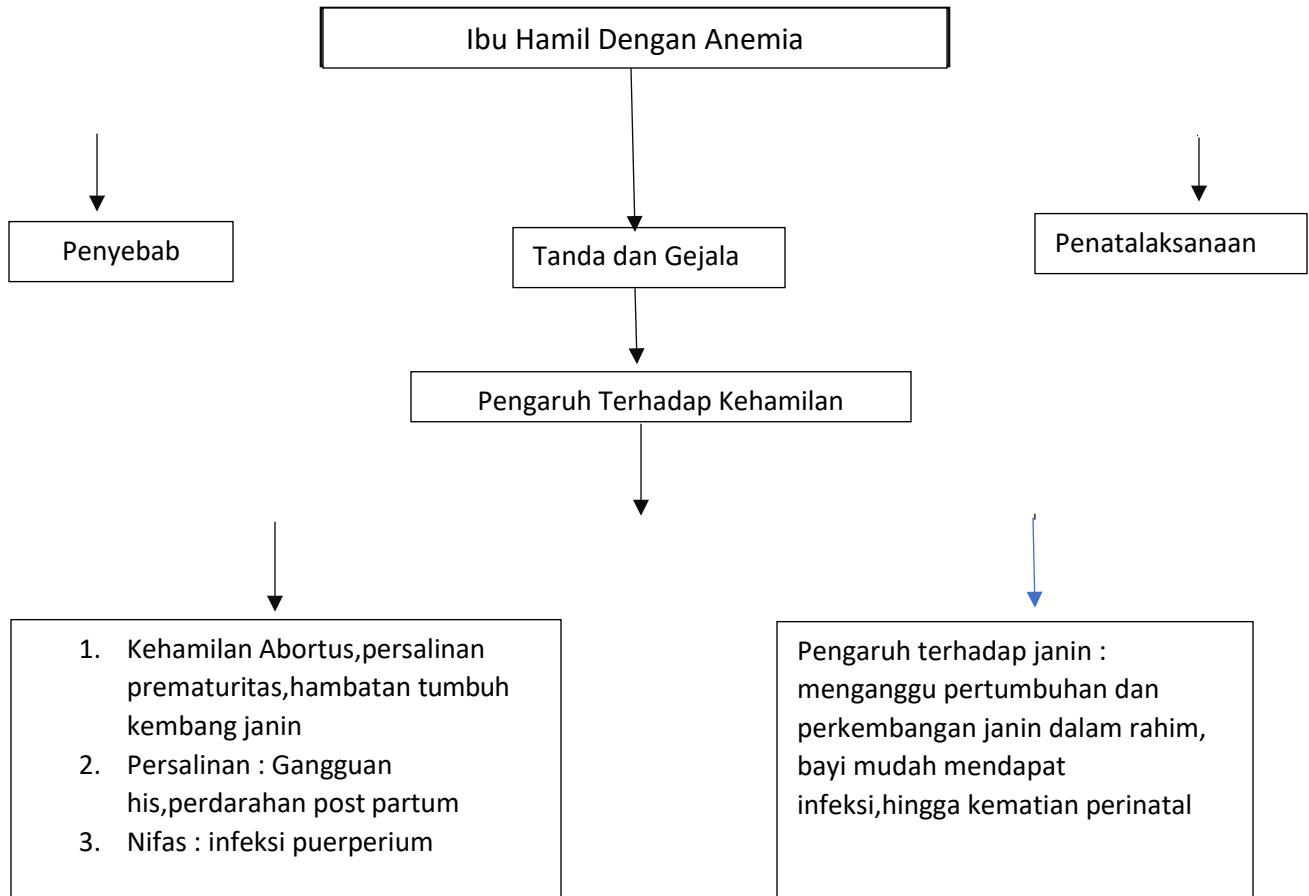 Ibu Hamil Dengan Anemia
Penyebab
Tanda dan Gejala
Penatalaksanaan
Pengaruh Terhadap Kehamilan
1. Kehamilan Abortus,persalinan
prematuritas,hambatan tumbuh
kembang janin
2. Persalinan : Gangguan
his,perdarahan post partum
3. Nifas : infeksi puerperium
Pengaruh terhadap janin :
menganggu pertumbuhan dan
perkembangan janin dalam rahim,
bayi mudah mendapat
infeksi,hingga kematian perinatal